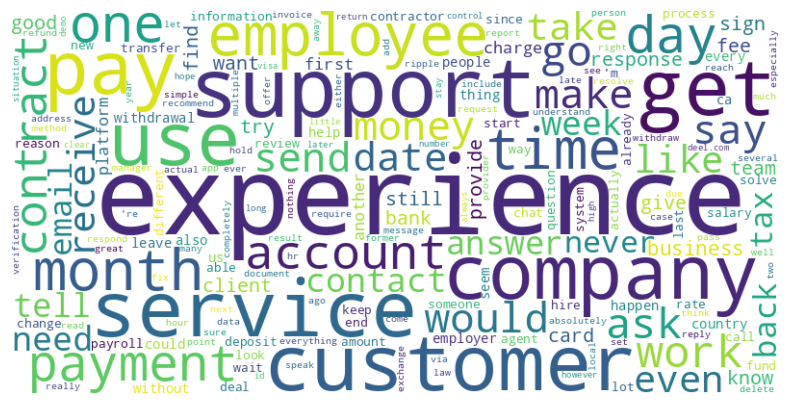 good
refund
demo
let
one
information
invoice
new
transfer
find
employee
contractor
return
control
since
day
person
process
take
sign
fee
situation
hope
visa
away
pay
want
first
add
report
go
response
right
every
especially
simple
multiple
offer
either
people
charge
ripple
stay
include
thing
'm
late
see
resolve
reach
year
recommend
support
make
get
contract
address
method
reason
clear
platform
withdrawal
email
receive
use
try
help
review
money
little
later
request
understand
start
ca
already
withdraw
much
week
say
send
date
hold
number
time
way
like
deel.com
due
several
team
solve
manager
actual
app
ever
nothing
provide
provider
question
system
actually
give
experience
're
different
another
still
bank
chat
high
case
last
salary
verification
respond
great
leave
many
also
completely
long
require
result
former
message
always
account
answer
never
business
pass
well
tax
month
us
able
document
hr
contact
seem
company
two
tell
fix
client
service
ago
keep
end
come
someone
would
hire
happen
rate
think
back
change
read
next
hour
data
sure
employer
agent
absolutely
reply
country
call
ask
need
payroll
could
point
deposit
everything
amount
card
set
local
fund
payment
look
wait
customer
exchange
via
law
work
even
know
really
without
id
deal
speak
lot
however
delete